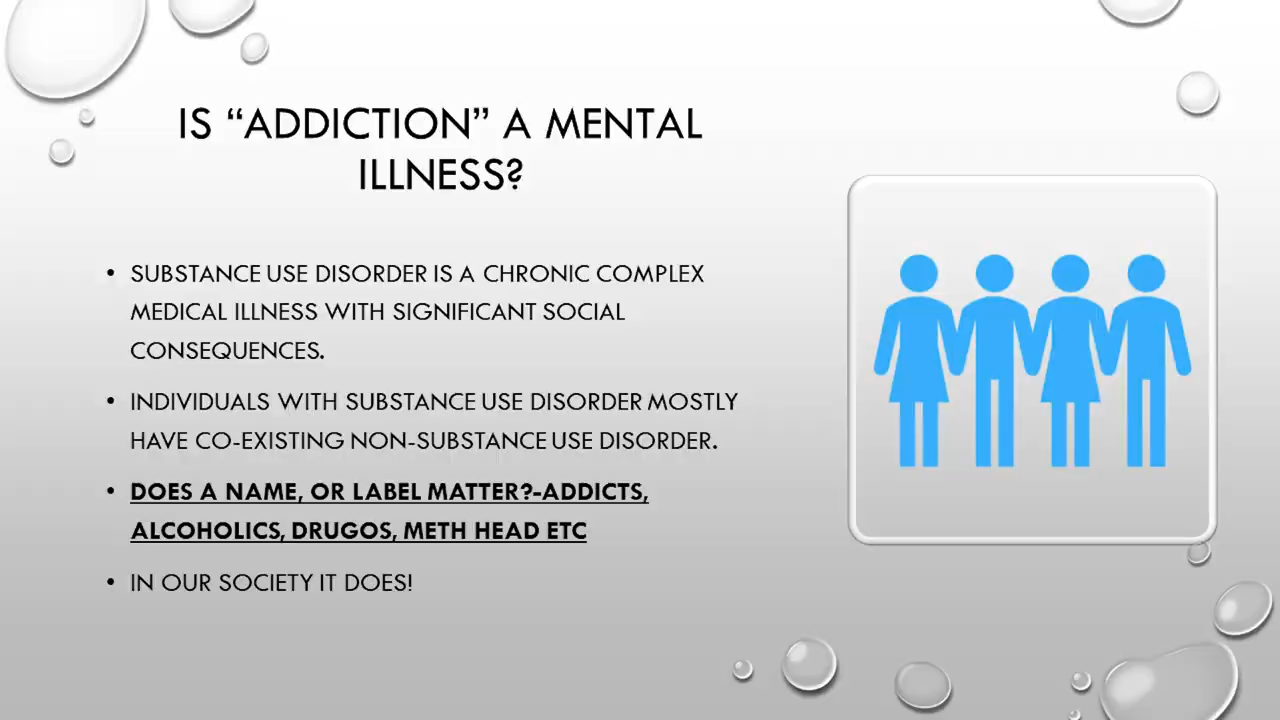 IS “ADDICTION” A MENTAL
ILLNESS?
• SUBSTANCE USE DISORDER IS A CHRONIC COMPLEX
MEDICAL ILLNESS WITH SIGNIFICANT SOCIAL
CONSEQUENCES.
• INDIVIDUALS WITH SUBSTANCE USE DISORDER MOSTLY
HAVE CO-EXISTING NON-SUBSTANCE USE DISORDER.
• DOES A NAME, OR LABEL MATTER?-ADDICTS,
ALCOHOLICS, DRUGOS, METH HEAD ETC
• IN OUR SOCIETY IT DOES!